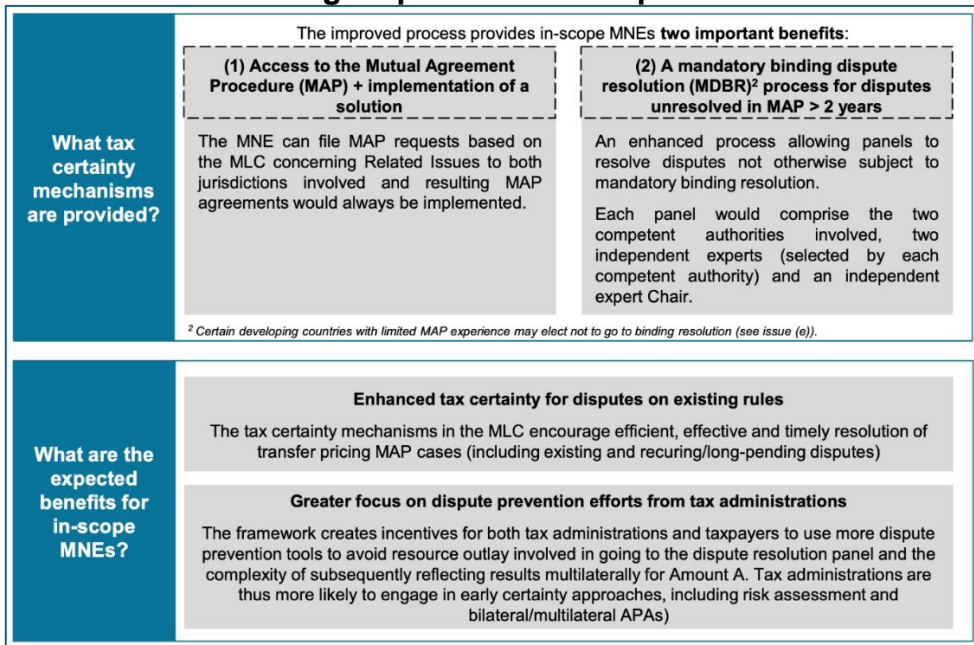 The improved process provides in-scope MNEs two important benefits:
What tax
certainty
mechanisms
are provided?
(1) Access to the Mutual Agreement
Procedure (MAP) + implementation of a
solution
The MNE can file MAP requests based on
the MLC concerning Related Issues to both
jurisdictions involved and resulting MAP
agreements would always be implemented.
(2) A mandatory binding dispute
resolution (MDBR)2 process for disputes
unresolved in MAP > 2 years
An enhanced process allowing panels to
resolve disputes not otherwise subject to
mandatory binding resolution.
Each panel would comprise the two
competent authorities involved, two
independent experts (selected by each
competent authority) and an independent
expert Chair.
2 Certain developing countries with limited MAP experience may elect not to go to binding resolution (see issue (e)).
What are the
expected
benefits for
in-scope
MNEs?
Enhanced tax certainty for disputes on existing rules
The tax certainty mechanisms in the MLC encourage efficient, effective and timely resolution of
transfer pricing MAP cases (including existing and recuring/long-pending disputes)
Greater focus on dispute prevention efforts from tax administrations
The framework creates incentives for both tax administrations and taxpayers to use more dispute
prevention tools to avoid resource outlay involved in going to the dispute resolution panel and the
complexity of subsequently reflecting results multilaterally for Amount A. Tax administrations are
thus more likely to engage in early certainty approaches, including risk assessment and
bilateral/multilateral APAs)